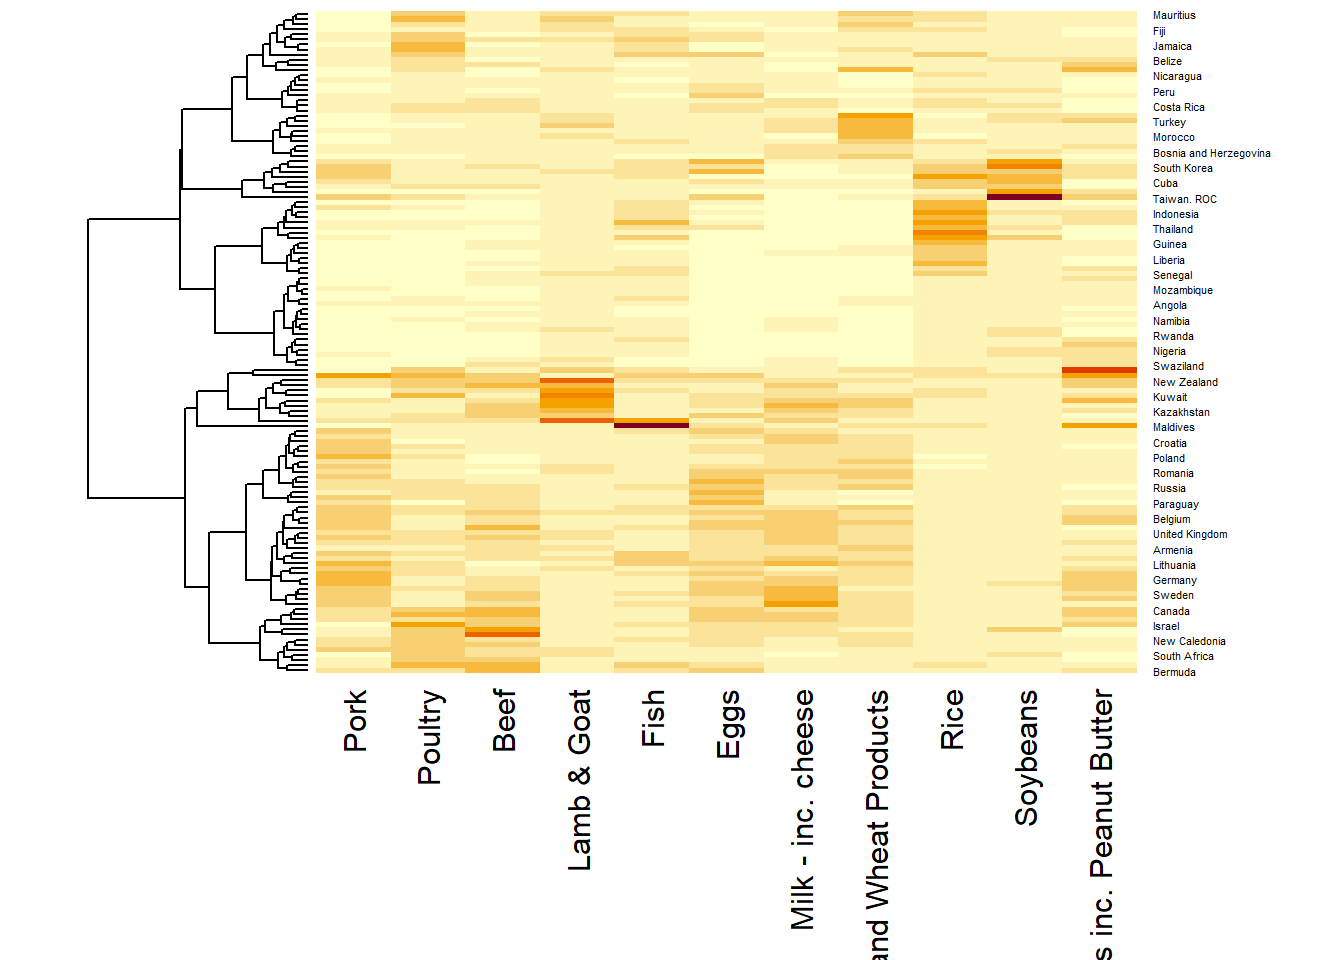 Mauritius
Fiji
Jamaica
Belize
Nicaragua
Peru
Costa Rica
Turkey
Morocco
Bosnia and Herzegovina
South Korea
Cuba
Taiwan. ROC
Indonesia
Thailand
Guinea
Liberia
Senegal
Mozambique
Angola
Namibia
Rwanda
Nigeria
Swaziland
New Zealand
Kuwait
Kazakhstan
Maldives
Croatia
Poland
Romania
Russia
Paraguay
Belgium
United Kingdom
Armenia
Lithuania
Germany
Sweden
Canada
Israel
New Caledonia
South Africa
Bermuda
Pork
Poultry
Beef
Lamb & Goat
Fish
Eggs
Milk - inc. cheese
and Wheat Products
Rice
Soybeans
s inc. Peanut Butter